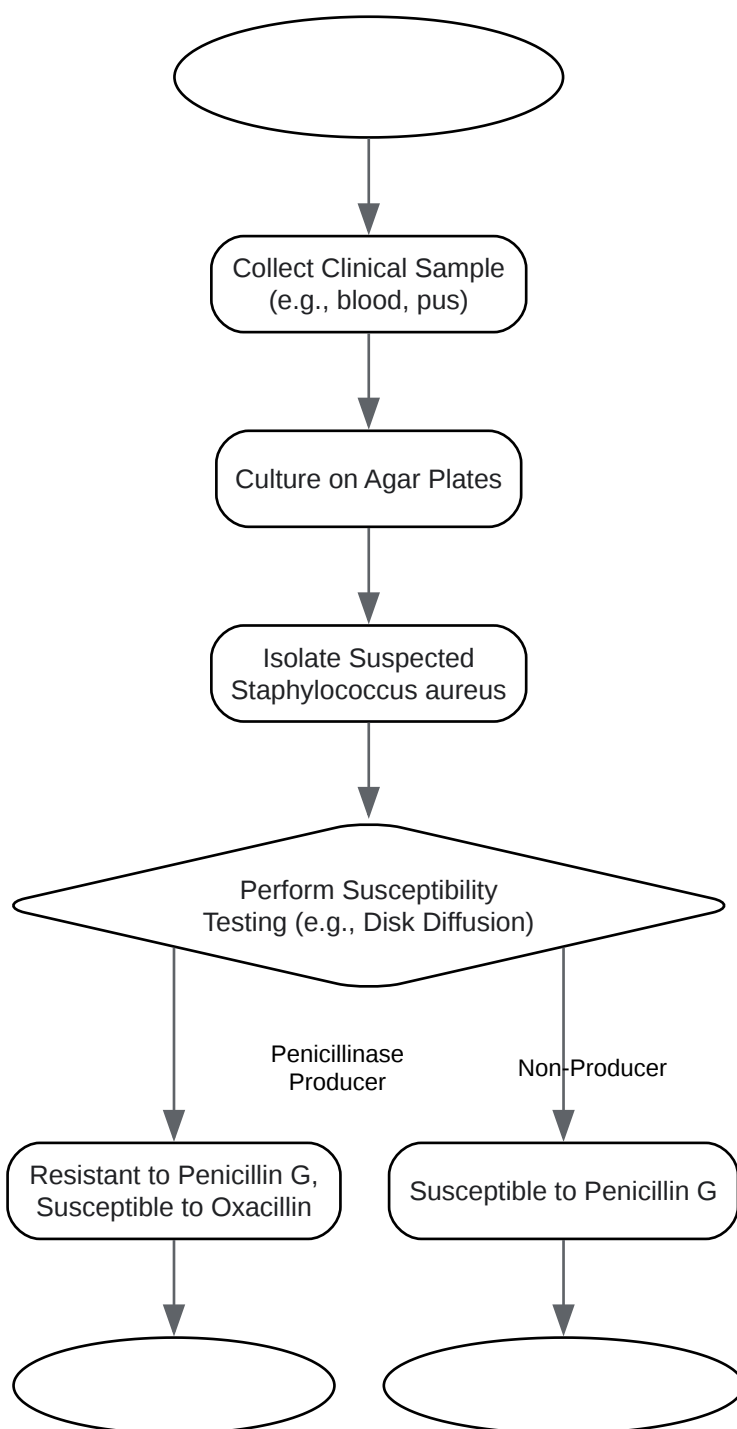 Collect Clinical Sample
(e.g., blood, pus)
Culture on Agar Plates
Isolate Suspected
Staphylococcus aureus
Perform Susceptibility
Testing (e.g., Disk Diffusion)
Penicillinase
Producer
Non-Producer
Resistant to Penicillin G,
Susceptible to Oxacillin
Susceptible to Penicillin G